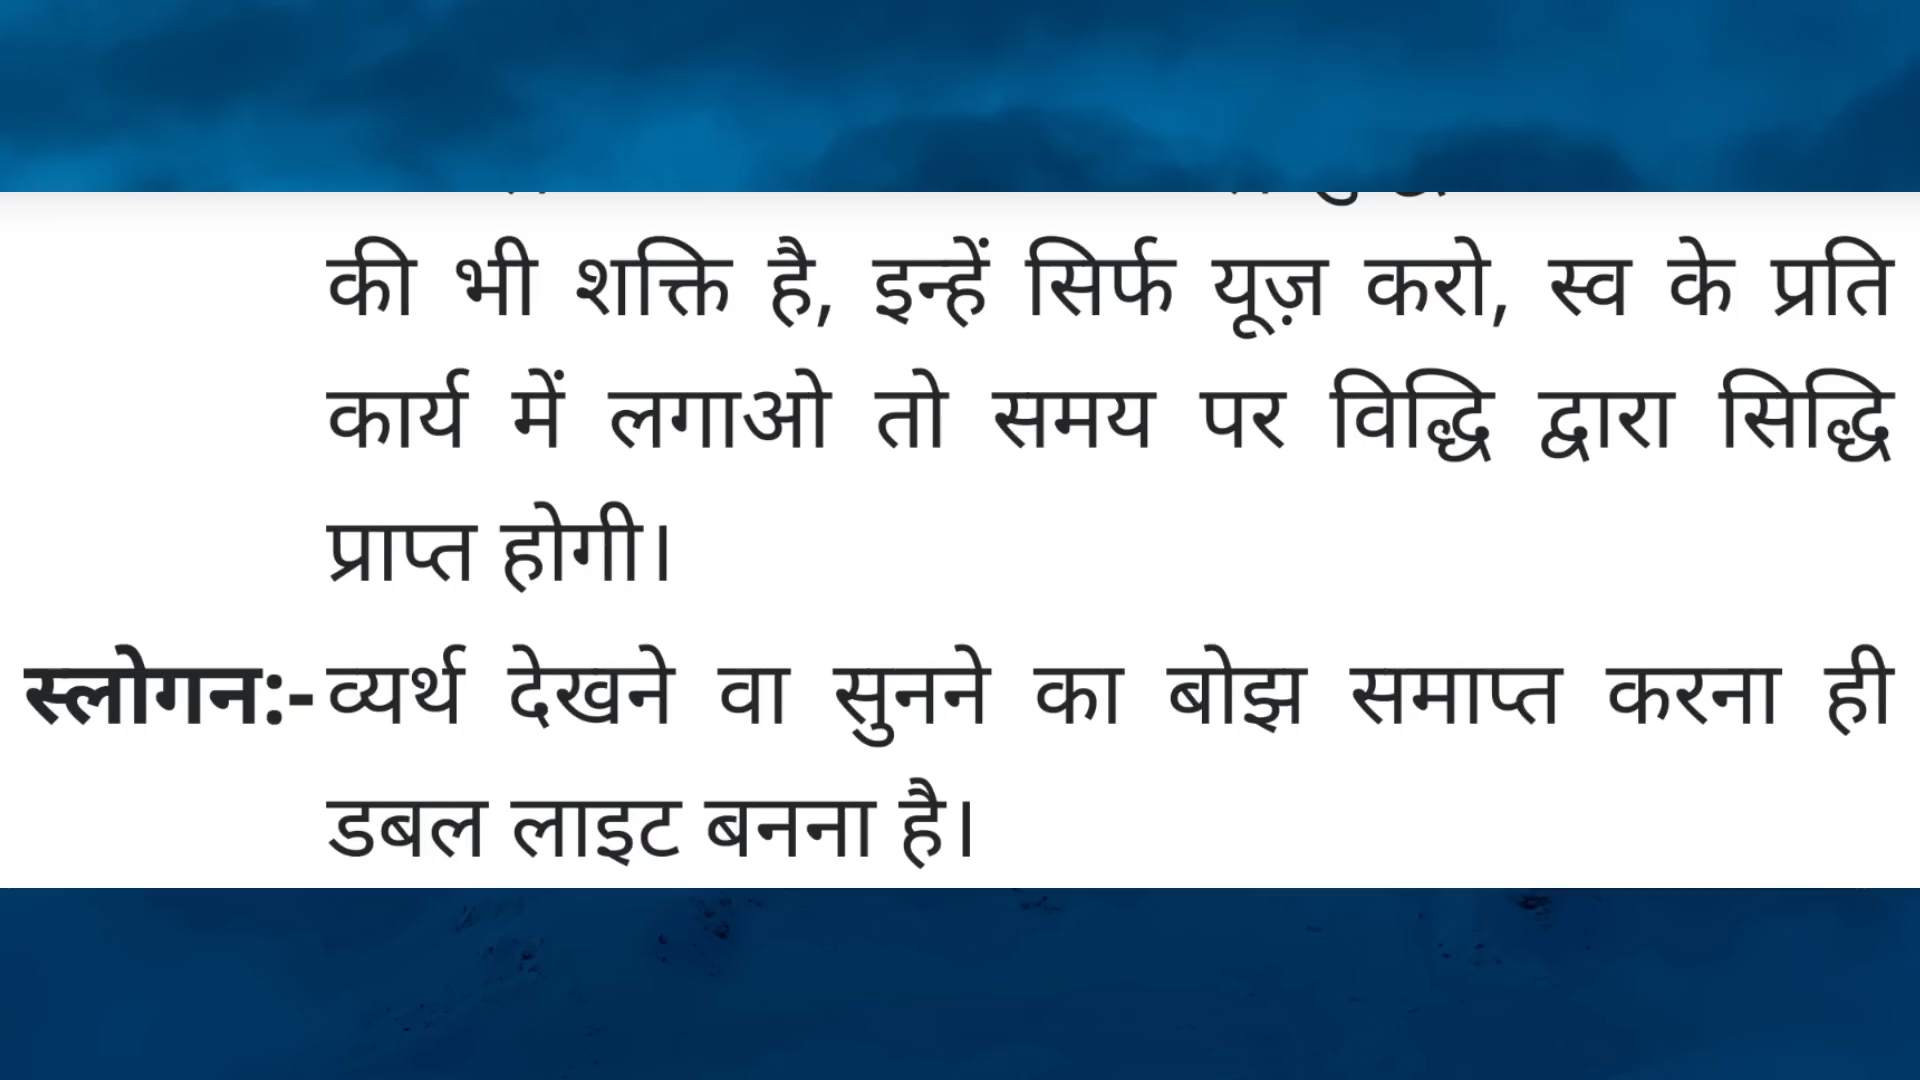 की भी शक्ति है, इन्हें सिर्फ यूज़ करो, स्व के प्रति
कार्य में लगाओ तो समय पर विद्धि द्वारा सिद्धि
प्राप्त होगी।
स्लोगन:- व्यर्थ देखने वा सुनने का बोझ समाप्त करना ही
डबल लाइट बनना है।